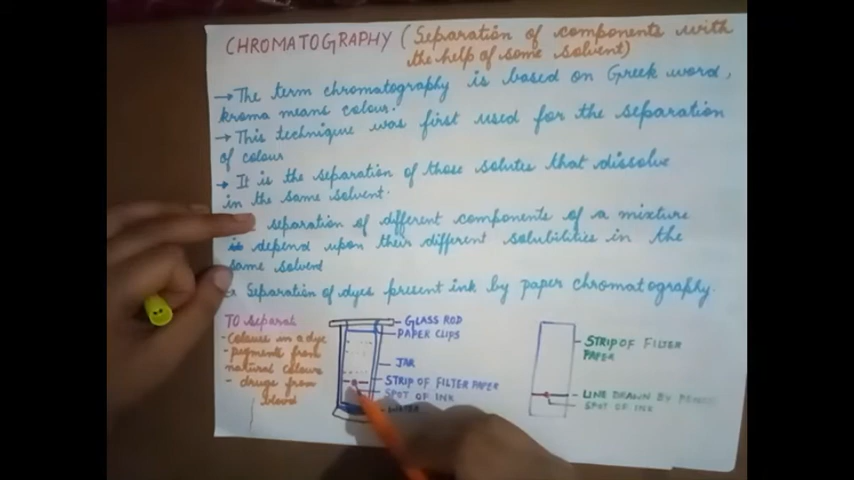 CHROMATOGRAPHY (Separation of components with
the help of some solvent)
→ The term chromatography is based on Greek word,
kroma means colour.
→ This technique was first used for the separation
of colour
→ It is the separation of those solutes that dissolve
in the same solvent.
separation of different components of a mixture
is depend upon their different solubilities in the
same solvent
Separation of dyes present ink by paper chromatography.
TO separat
- Colours in a dye
- pegments from
natural colours
- drugs from
blood
GLASS ROD
PAPER CLIPS
JAR
STRIP OF FILTER PAPER
SPOT OF INK
STRIP OF FILTER
PAPER
LINE DRAWN BY PENCIL
SPOT OF INK